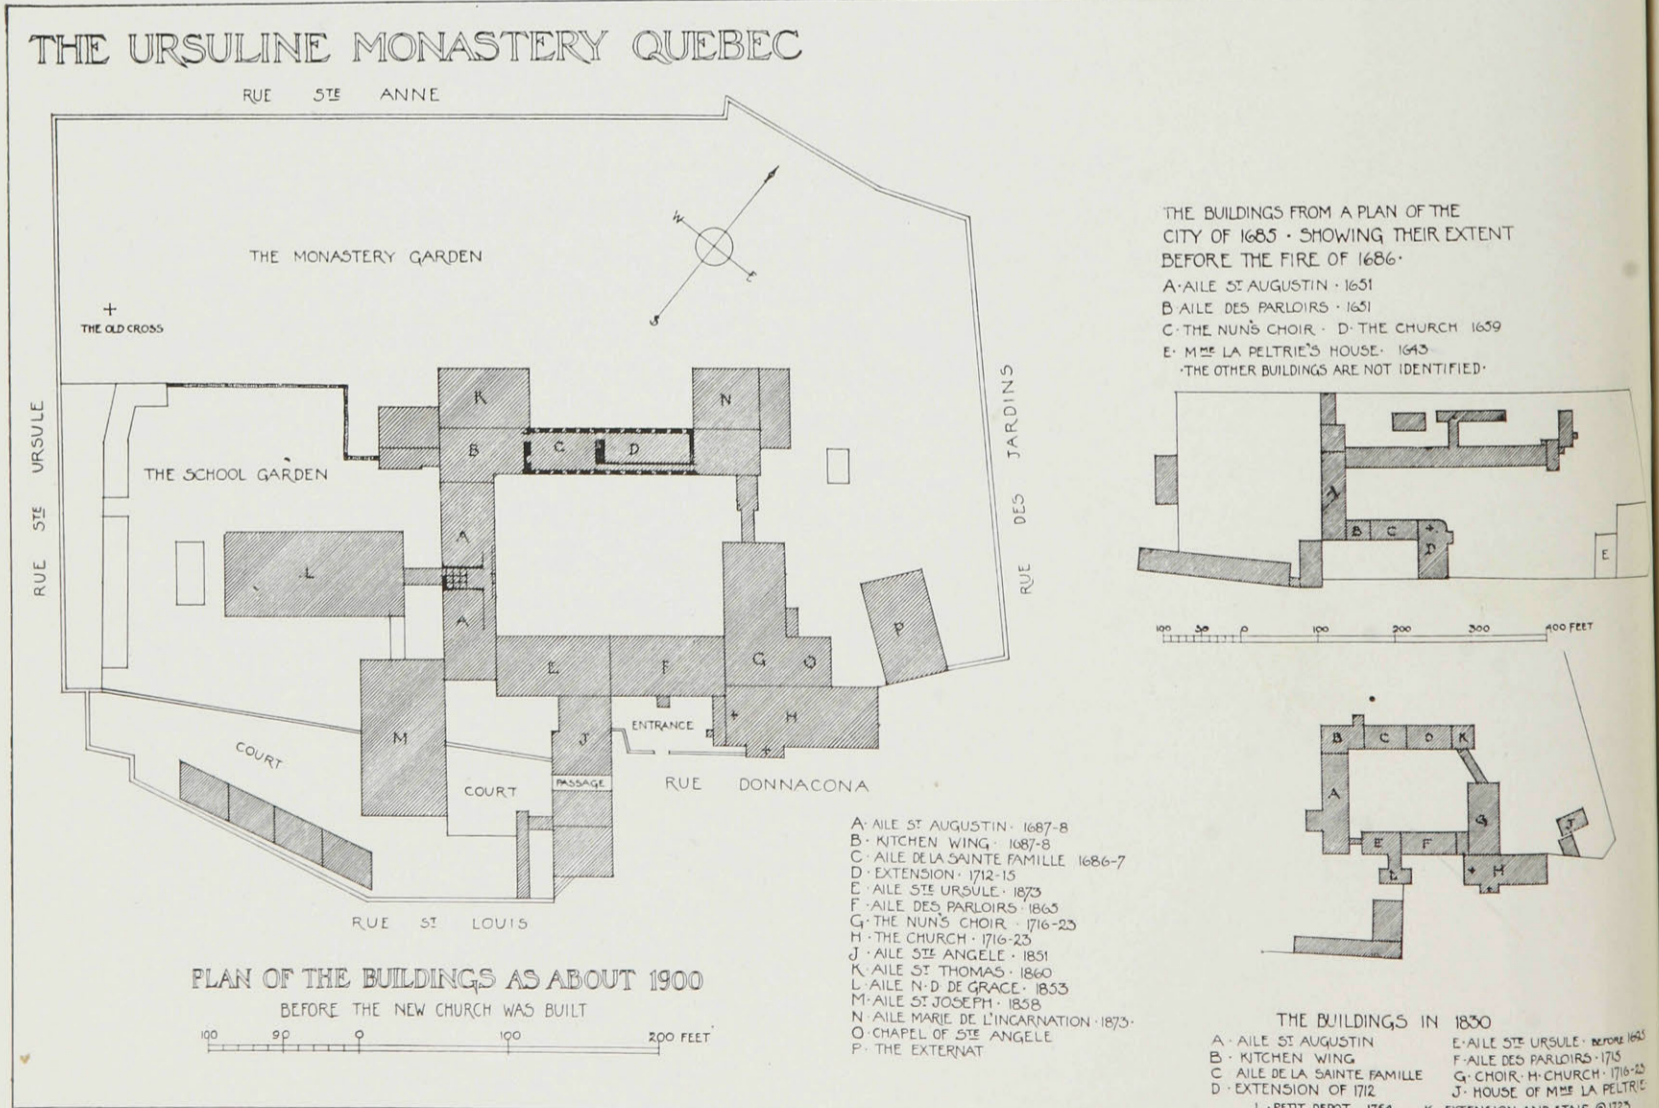 THE URSULINE MONASTERY QUEBEC
RUE STE ANNE
THE MONASTERY GARDEN
W
E
S
THE OLD CROSS
RUE STE URSULE
THE SCHOOL GARDEN
RUE DES JARDINS
K
N
B
C
D
A
L
A
P
E
F
G
O
M
J
H
ENTRANCE
COURT
COURT
PASSAGE
RUE DONNACONA
RUE ST LOUIS
PLAN OF THE BUILDINGS AS ABOUT 1900
BEFORE THE NEW CHURCH WAS BUILT
100 90 0 100 200 FEET
A · AILE ST AUGUSTIN · 1687-8
B · KITCHEN WING · 1687-8
C · AILE DE LA SAINTE FAMILLE 1686-7
D · EXTENSION · 1712-15
E · AILE STE URSULE · 1873
F · AILE DES PARLOIRS · 1865
G · THE NUN'S CHOIR · 1716-23
H · THE CHURCH · 1716-23
J · AILE STE ANGELE · 1851
K · AILE ST THOMAS · 1860
L · AILE N·D DE GRACE · 1853
M · AILE ST JOSEPH · 1858
N · AILE MARIE DE L'INCARNATION · 1873 ·
O · CHAPEL OF STE ANGELE
P · THE EXTERNAT
THE BUILDINGS FROM A PLAN OF THE
CITY OF 1685 · SHOWING THEIR EXTENT
BEFORE THE FIRE OF 1686 ·
A · AILE ST AUGUSTIN · 1651
B · AILE DES PARLOIRS · 1651
C · THE NUN'S CHOIR · D · THE CHURCH 1659
E · MME LA PELTRIE'S HOUSE · 1643
· THE OTHER BUILDINGS ARE NOT IDENTIFIED ·
A
B
C
D
E
100 50 0 100 200 300 400 FEET
B
C
D
K
A
G
J
E
F
L
H
THE BUILDINGS IN 1830
A · AILE ST AUGUSTIN
B · KITCHEN WING
C AILE DE LA SAINTE FAMILLE
D · EXTENSION OF 1712
E · AILE STE URSULE · BEFORE
F · AILE DES PARLOIRS · 1715
G · CHOIR · H · CHURCH · 1716-23
J · HOUSE OF MME LA PELTRIE